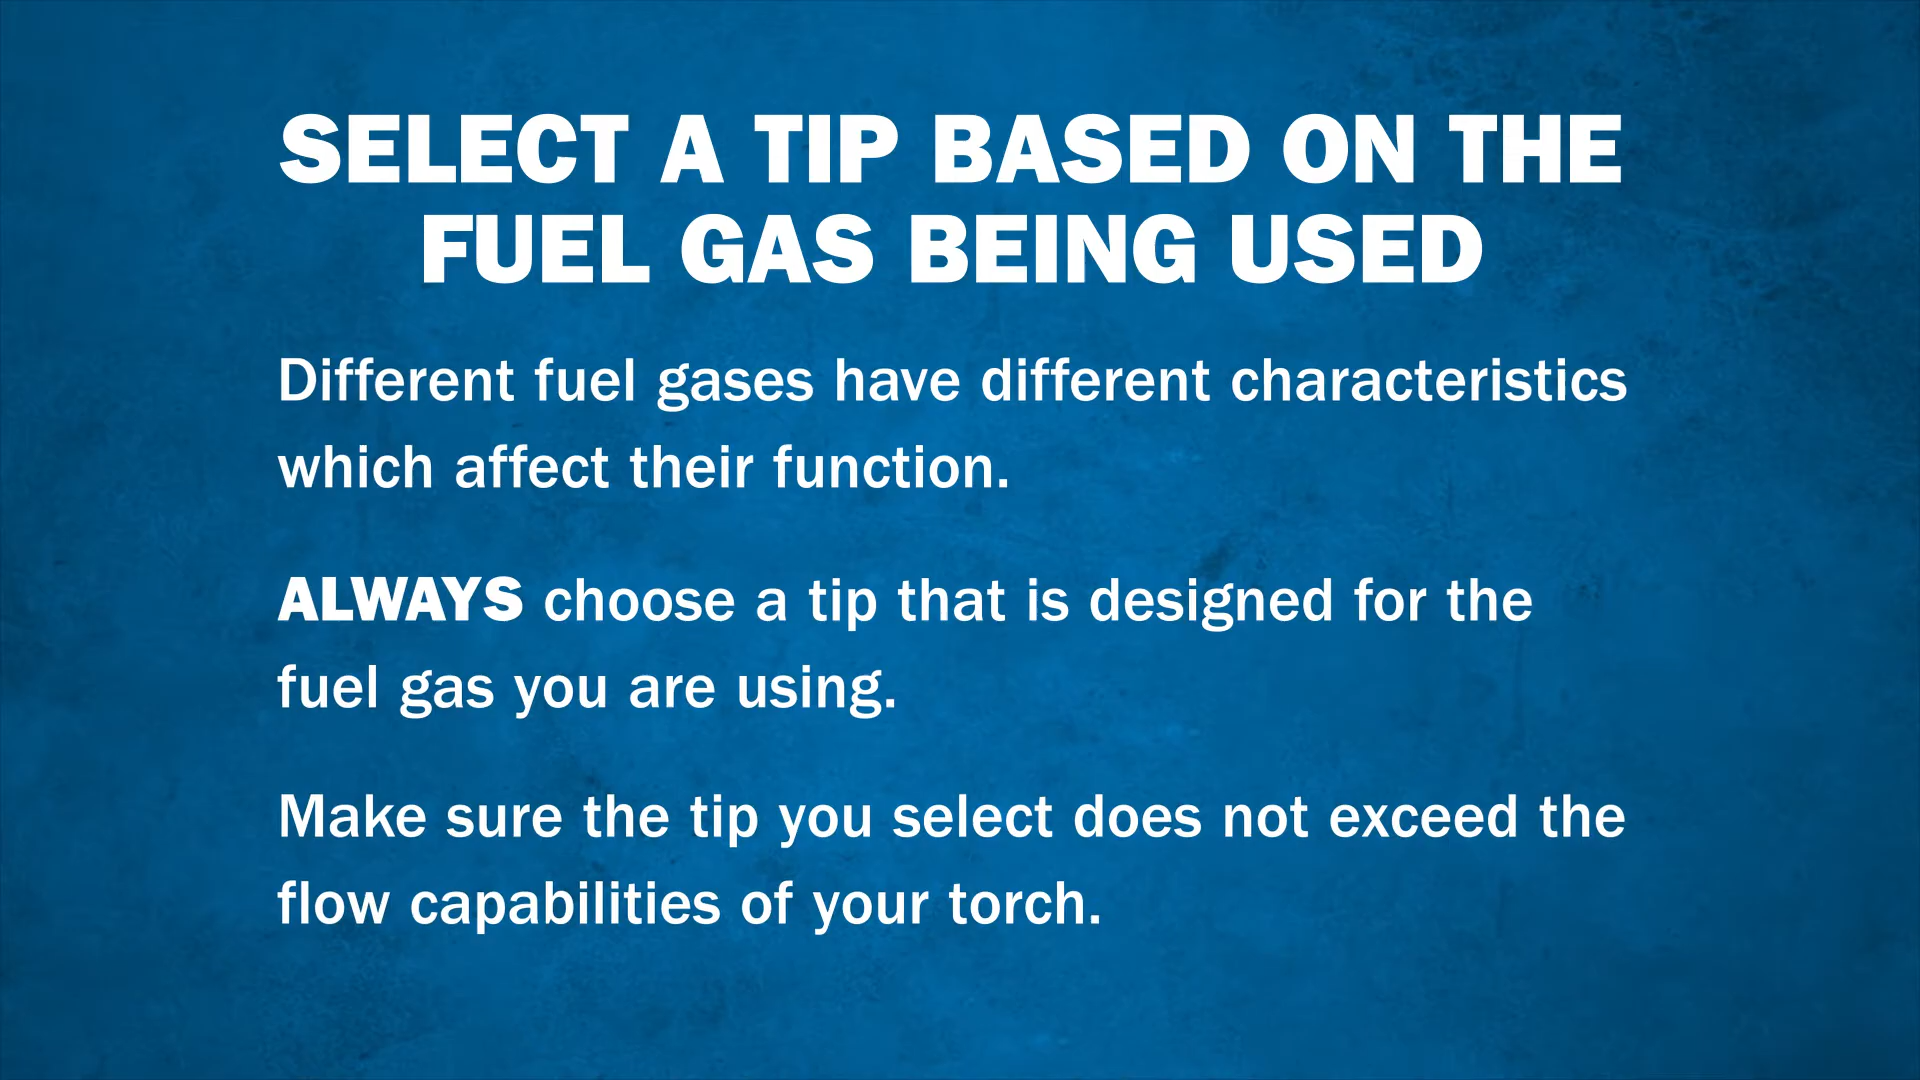 SELECT A TIP BASED ON THE
FUEL GAS BEING USED
Different fuel gases have different characteristics
which affect their function.
ALWAYS choose a tip that is designed for the
fuel gas you are using.
Make sure the tip you select does not exceed the
flow capabilities of your torch.